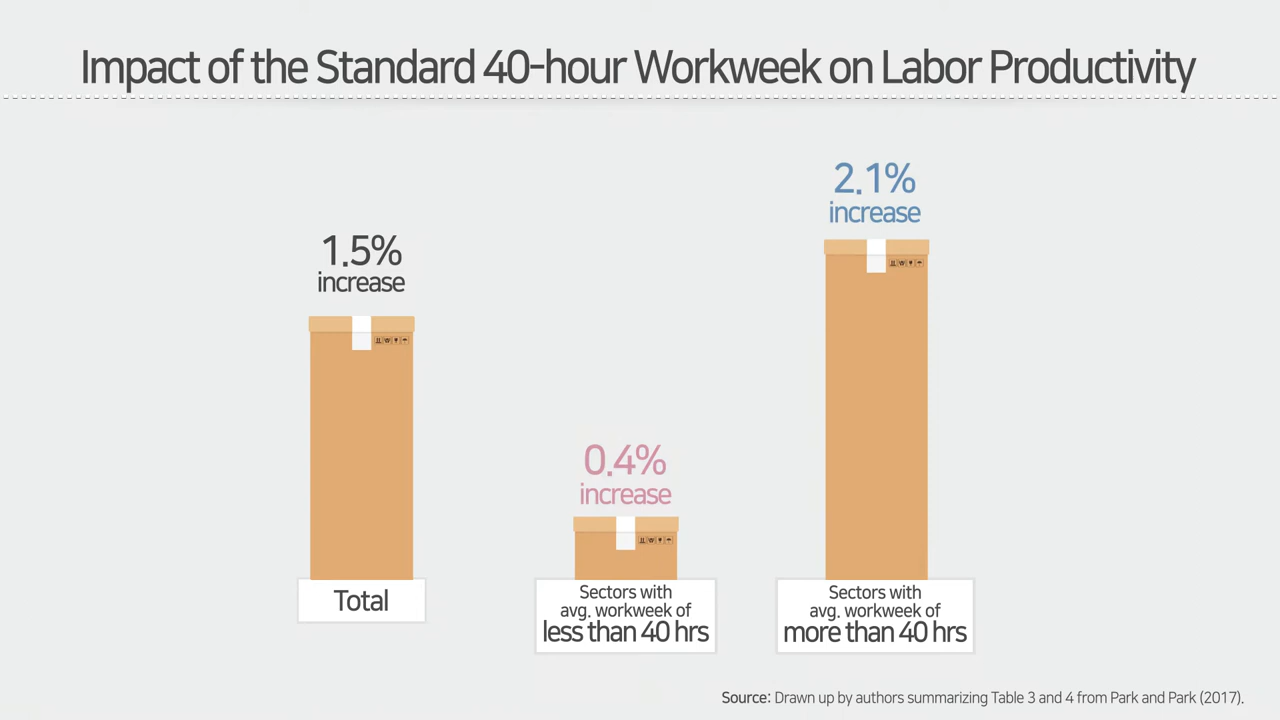 Impact of the Standard 40-hour Workweek on Labor Productivity
1.5%
increase
0.4%
increase
2.1%
increase
Total
Sectors with
avg. workweek of
less than 40 hrs
Sectors with
avg. workweek of
more than 40 hrs
Source: Drawn up by authors summarizing Table 3 and 4 from Park and Park (2017).